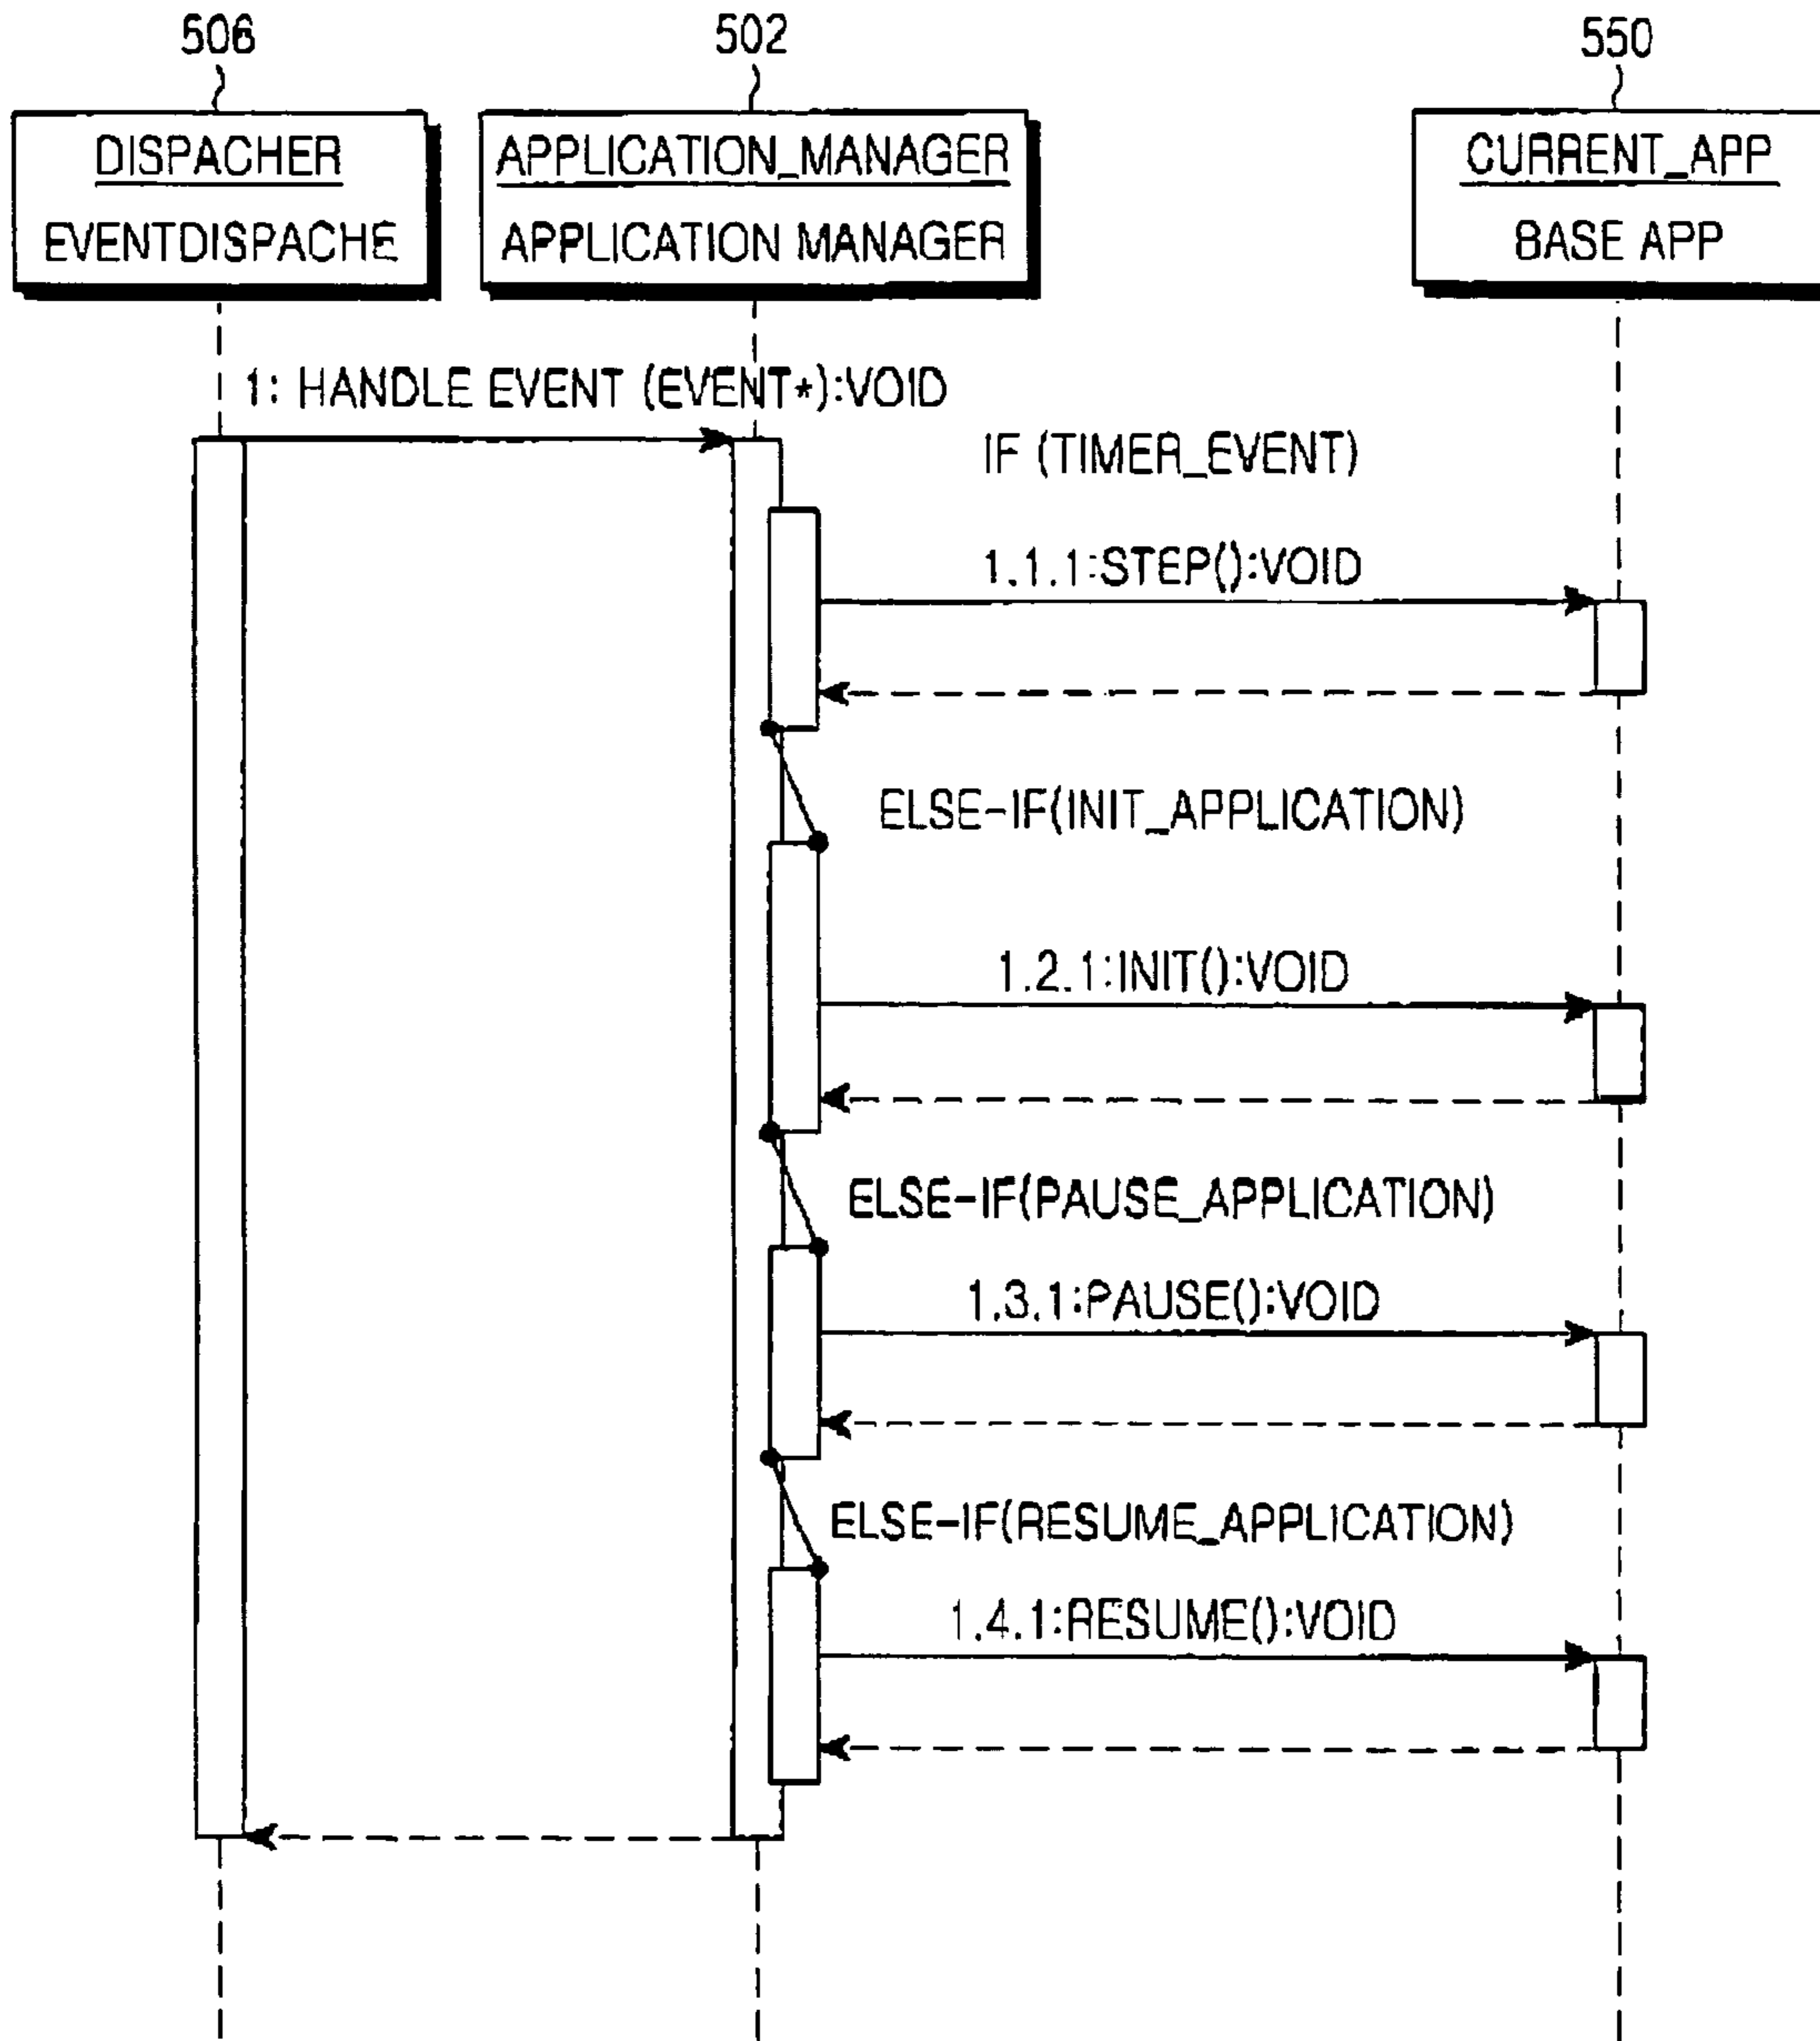 506
502
550
DISPACHER
EVENTDISPACHE
APPLICATION_MANAGER
APPLICATION MANAGER
CURRENT_APP
BASE APP
1: HANDLE EVENT (EVENT*):VOID
IF (TIMER_EVENT)
1.1.1:STEP():VOID
ELSE-IF(INIT_APPLICATION)
1.2.1:INIT():VOID
ELSE-IF(PAUSE_APPLICATION)
1.3.1:PAUSE():VOID
ELSE-IF(RESUME_APPLICATION)
1.4.1:RESUME():VOID